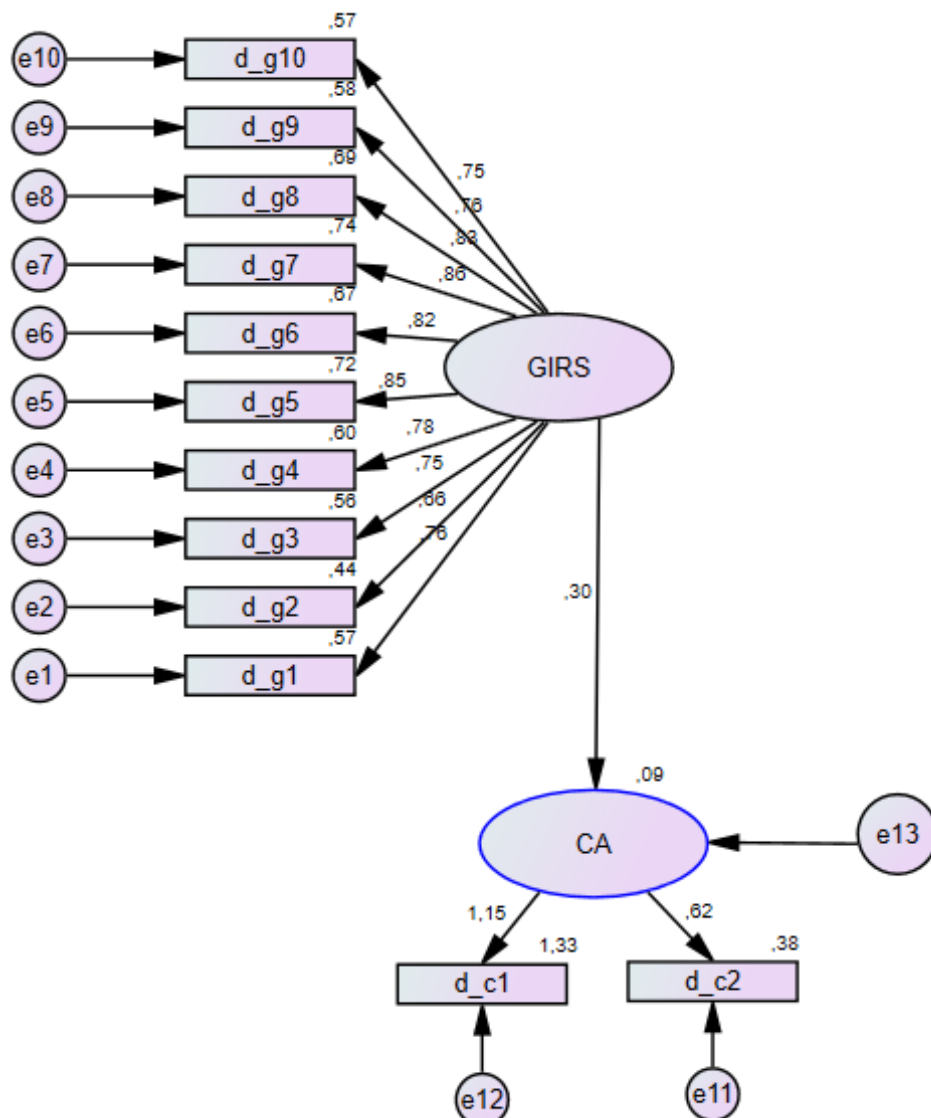 ,57
e10
d_g10
,58
e9
d_g9
,69
e8
d_g8
,74
e7
d_g7
,67
e6
d_g6
,72
e5
d_g5
,60
e4
d_g4
,56
e3
d_g3
,44
e2
d_g2
,57
e1
d_g1
,75
,76
,83
,86
,82
,85
,78
,75
,66
,76
GIRS
,30
,09
CA
e13
1,15
,62
1,33
,38
d_c1
d_c2
e12
e11